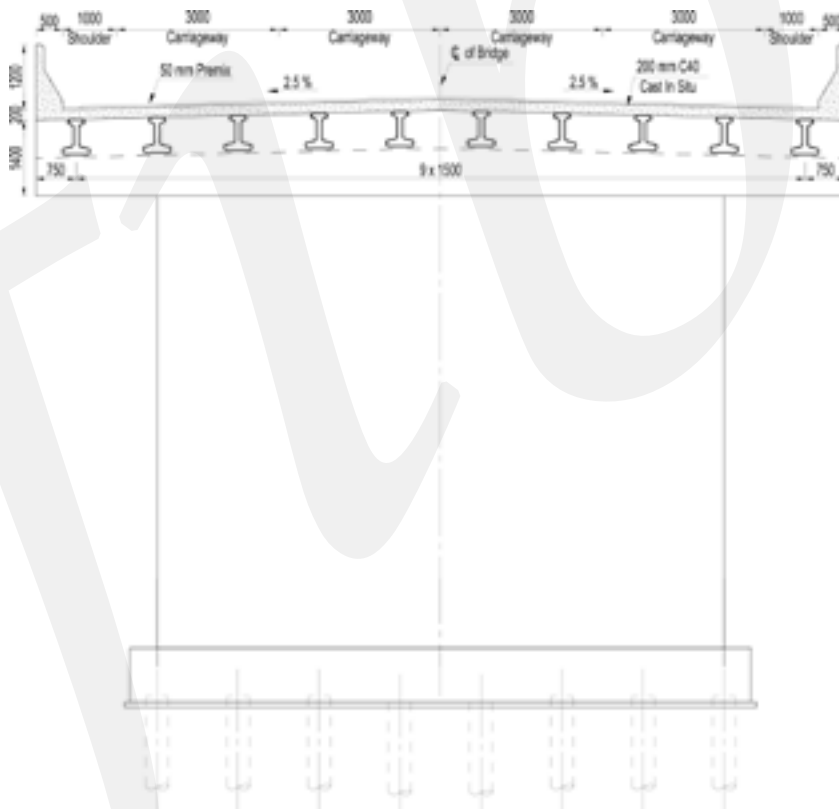 500 1000 3000 3000 3000 3000 1000 500
Shoulder Carriageway Carriageway Carriageway Carriageway Shoulder
50 mm Premix 2.5 % ℄ of Bridge 2.5 % 200 mm C40
Cast In Situ
1200
200
1400
750 9 x 1500 750